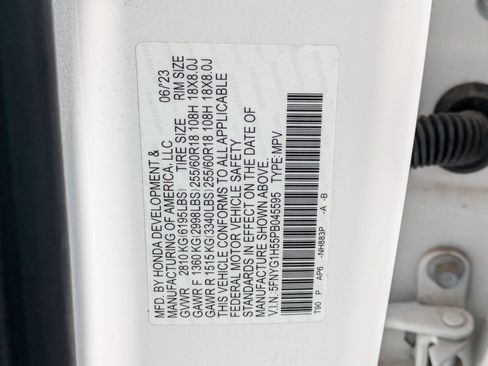 MFD. BY HONDA DEVELOPMENT &
MANUFACTURING OF AMERICA, LLC 06/'23
GVWR 2810 KG(6195LBS) TIRE SIZE RIM SIZE
GAWR F 1360 KG(2998LBS) 255/60R18 108H 18X8.0J
GAWR R 1515 KG(3340LBS) 255/60R18 108H 18X8.0J
THIS VEHICLE CONFORMS TO ALL APPLICABLE
FEDERAL MOTOR VEHICLE SAFETY
STANDARDS IN EFFECT ON THE DATE OF
MANUFACTURE SHOWN ABOVE.
V.I.N.:5FNYG1H55PB045595 TYPE:MPV
T90 P AP6 -NH883P -A -B